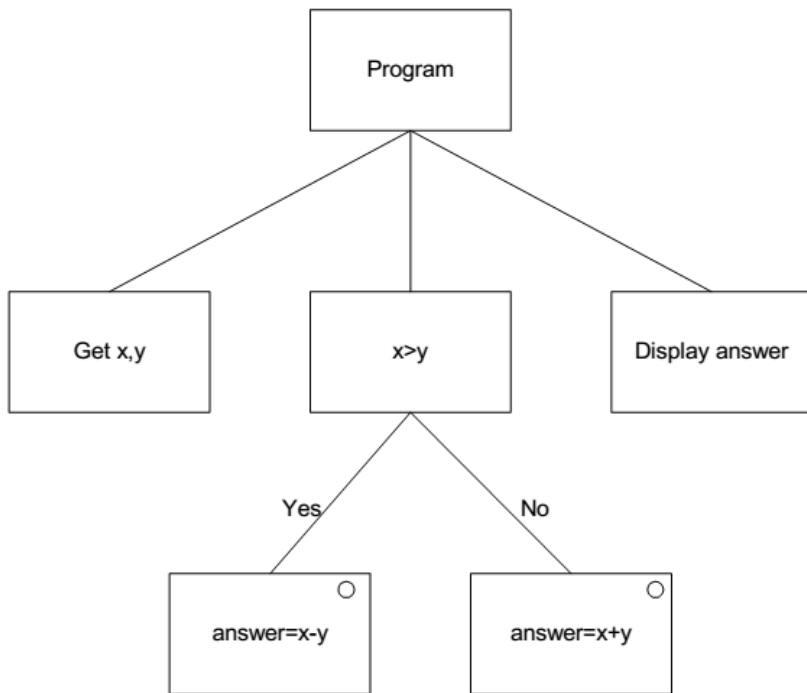 Program
Get x,y
x>y
Display answer
Yes
No
answer=x-y
answer=x+y